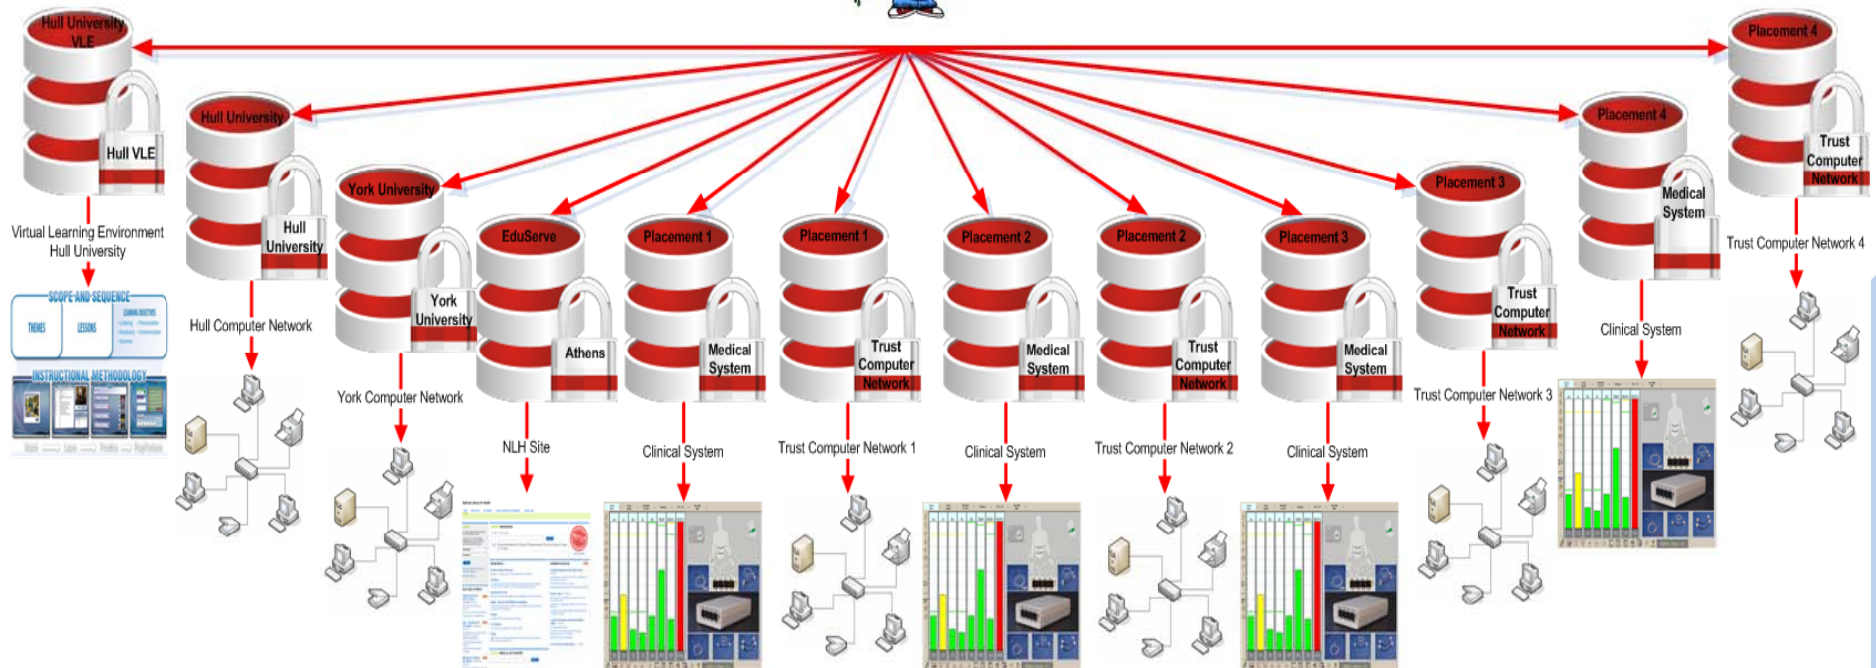 Hull University
VLE
Hull VLE
Virtual Learning Environment
Hull University
SCOPE AND SEQUENCE
THEMES
LESSONS
LEARNING OBJECTIVES
INSTRUCTIONAL METHODOLOGY
Hull University
Hull
University
Hull Computer Network
York University
York
University
York Computer Network
EduServe
Athens
NLH Site
Placement 1
Medical
System
Clinical System
Placement 1
Trust
Computer
Network
Trust Computer Network 1
Placement 2
Medical
System
Clinical System
Placement 2
Trust
Computer
Network
Trust Computer Network 2
Placement 3
Medical
System
Clinical System
Placement 3
Trust
Computer
Network
Trust Computer Network 3
Placement 4
Medical
System
Clinical System
Placement 4
Trust
Computer
Network
Trust Computer Network 4